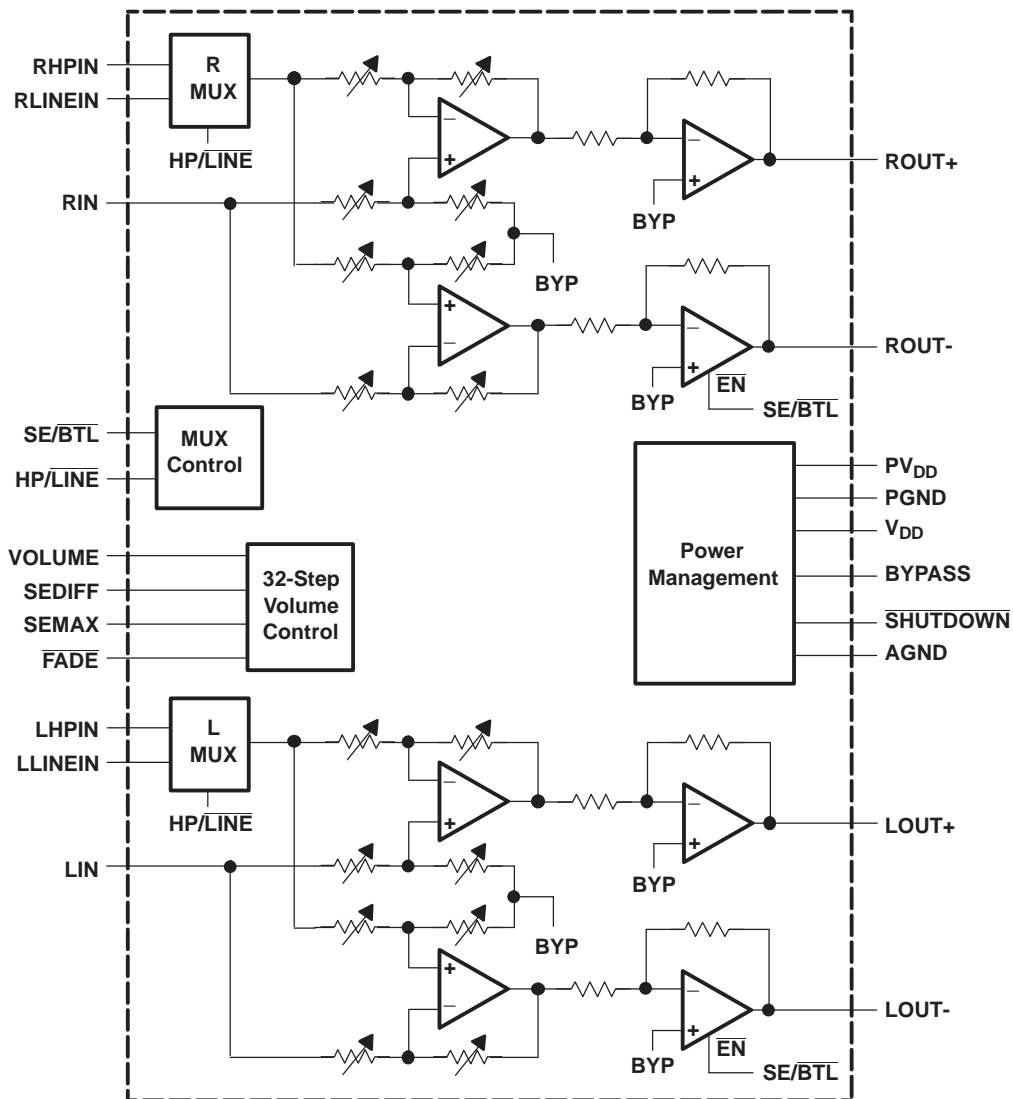 RHPIN
RLINEIN
R
MUX
HP/LINE
RIN
BYP
−
+
−
+
BYP
ROUT+
+
−
−
+
BYP
EN
SE/BTL
ROUT-
SE/BTL
HP/LINE
MUX
Control
VOLUME
SEDIFF
SEMAX
FADE
32-Step
Volume
Control
Power
Management
PVDD
PGND
VDD
BYPASS
SHUTDOWN
AGND
LHPIN
LLINEIN
L
MUX
HP/LINE
LIN
BYP
−
+
−
+
BYP
LOUT+
+
−
−
+
BYP
EN
SE/BTL
LOUT-